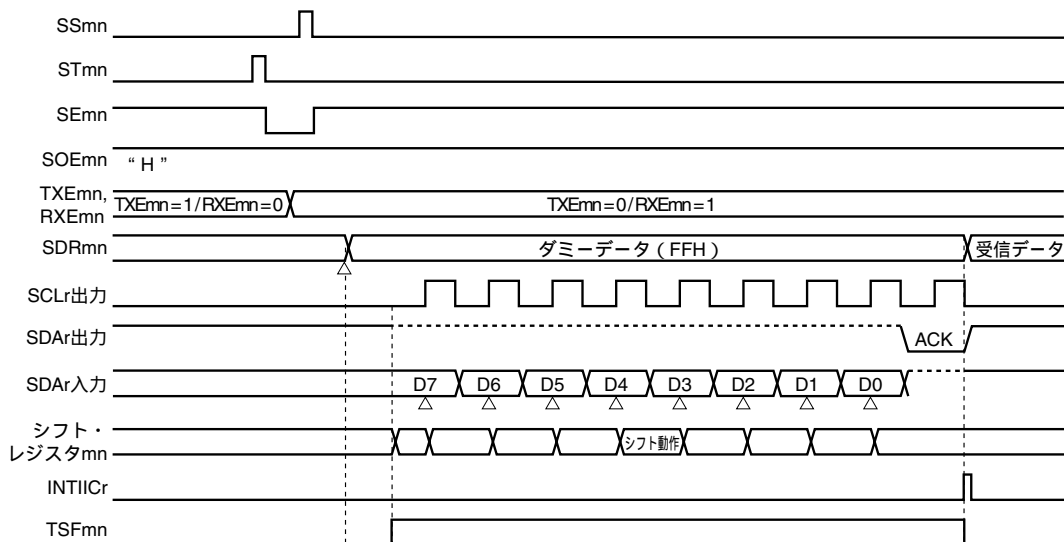 SSmn
STmn
SEmn
SOEmn “ H ”
TXEmn,
RXEmn
TXEmn=1/RXEmn=0 TXEmn=0/RXEmn=1
SDRmn ダミーデータ(FFH) 受信データ
SCLr出力
SDAr出力 ACK
SDAr入力 D7 D6 D5 D4 D3 D2 D1 D0
シフト・
レジスタmn シフト動作
INTIICr
TSFmn